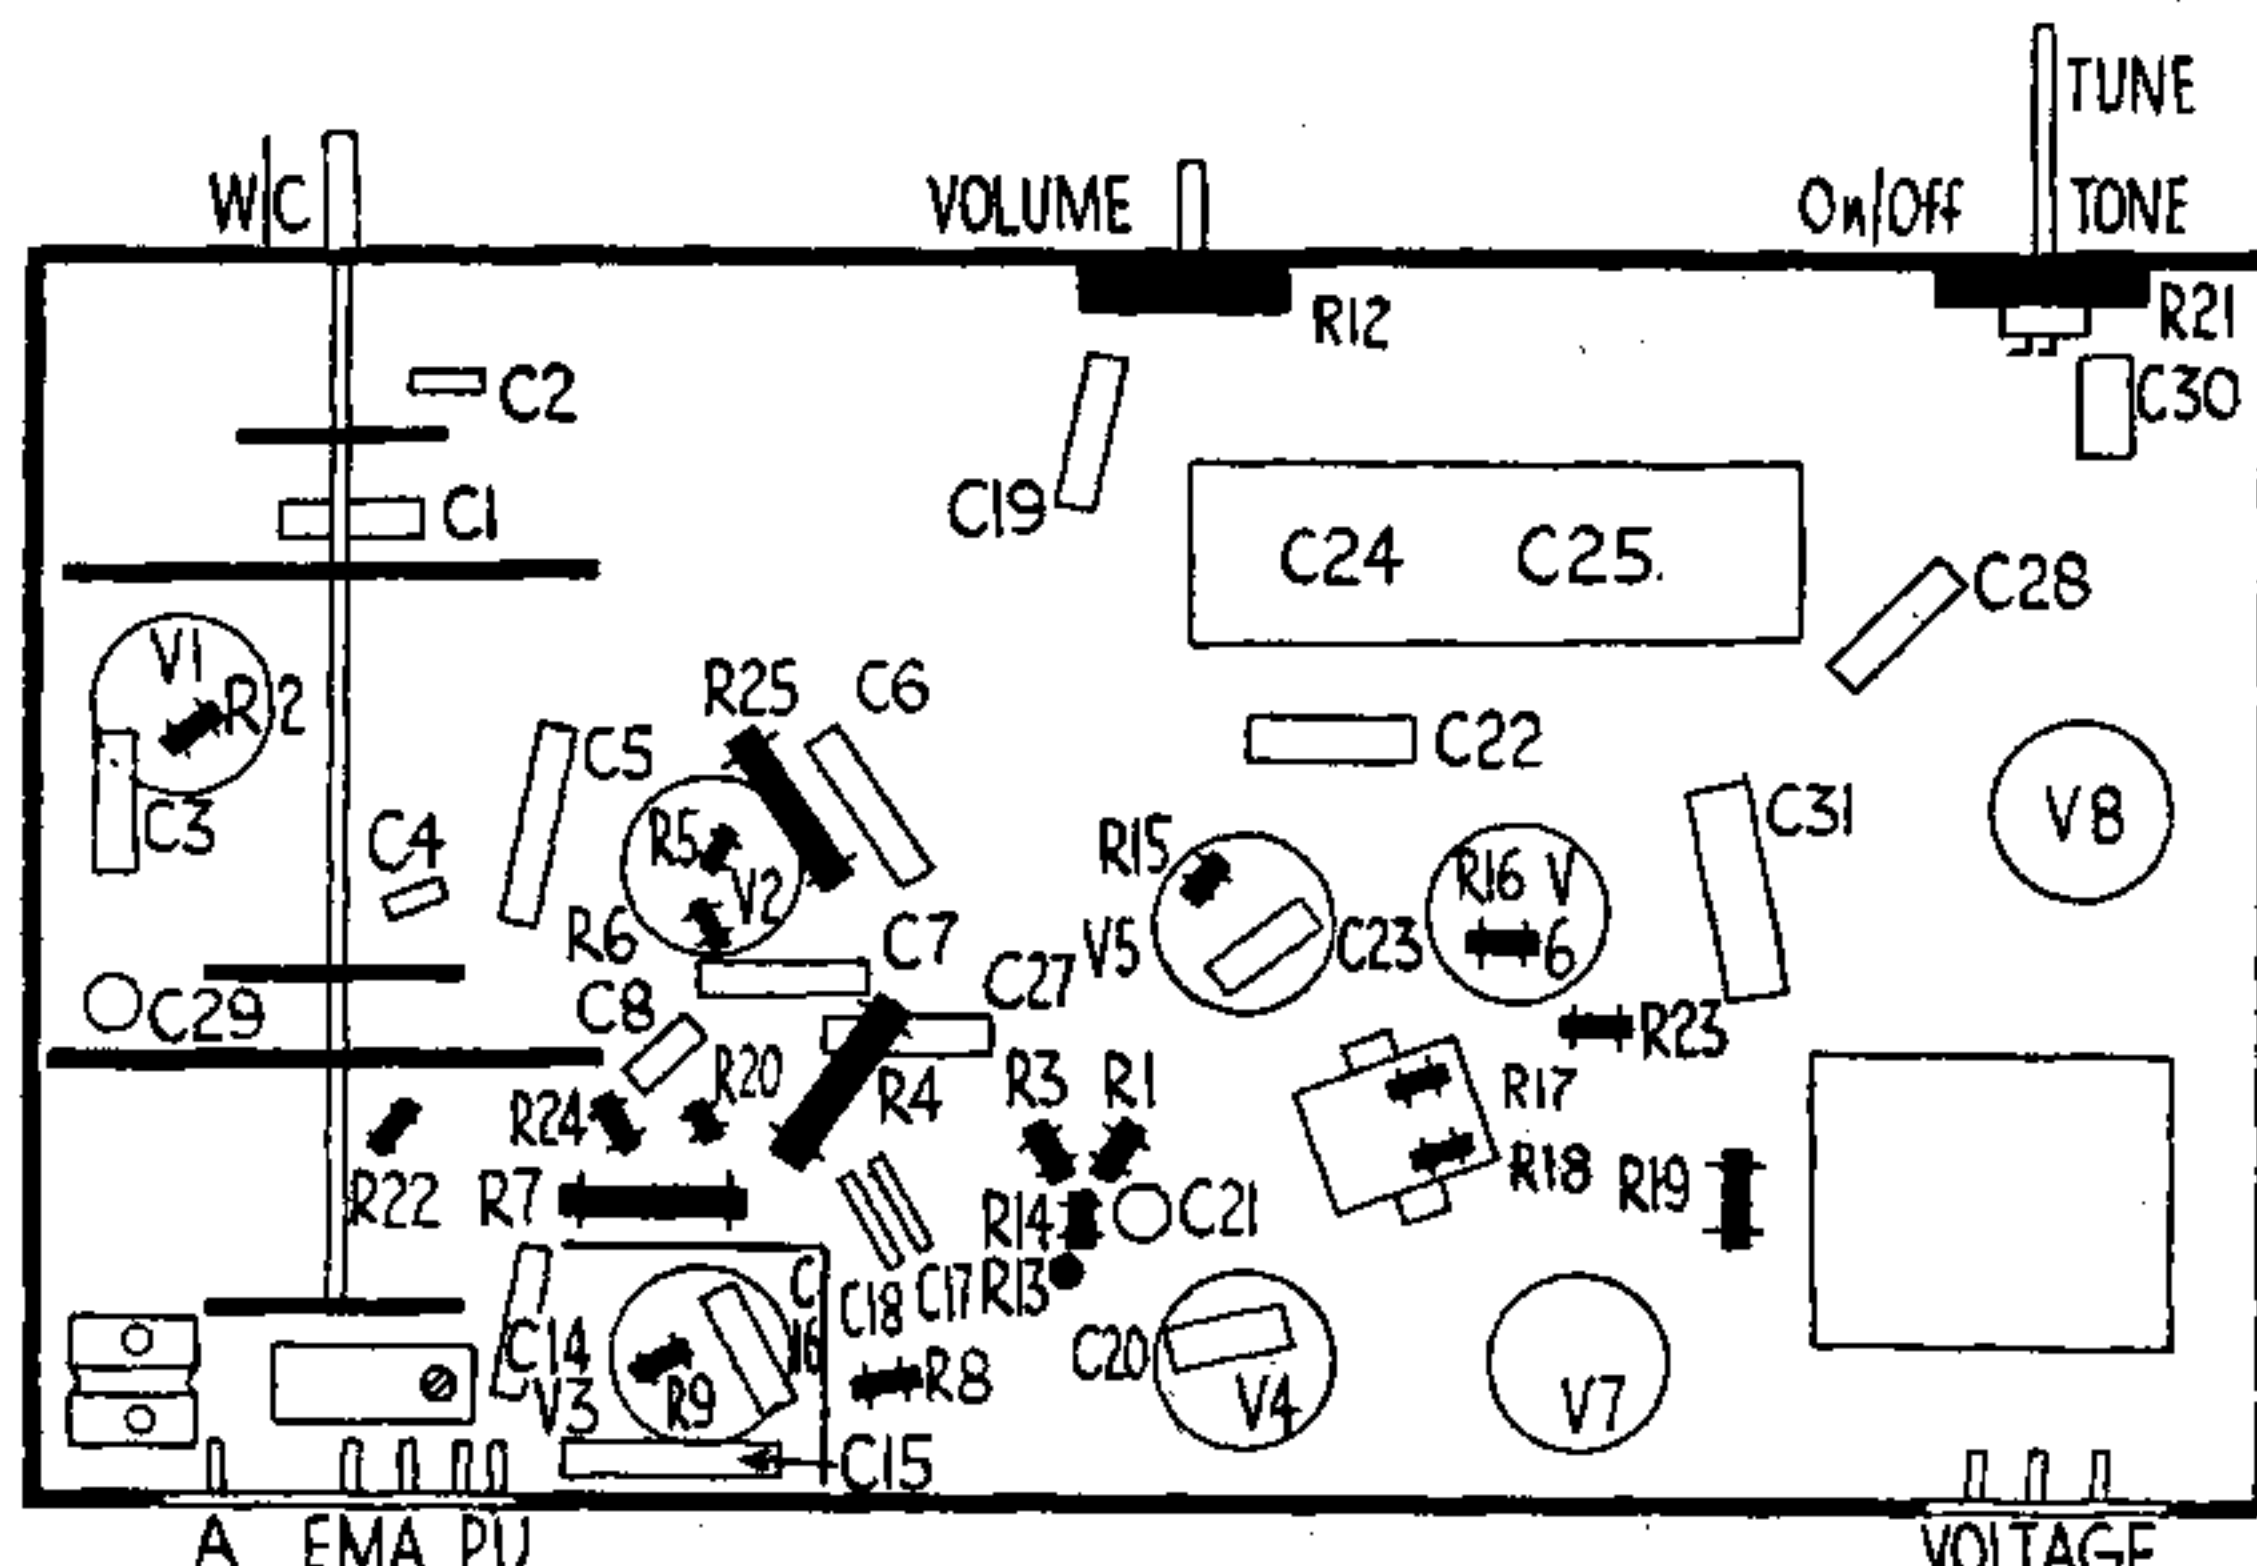 TUNE
W/C
VOLUME
On/Off
TONE
R12
R21
C2
C30
C1
C19
C24 C25
C28
V1
R2
R25
C6
C5
C22
C3
C4
R5
V2
R15
R16 V
6
C31
V8
R6
C7
V5
C23
C29
C8
C27
R23
R20
R24
R4
R3
R1
R17
R22
R7
R14
C21
R18
R19
C
16
C18
C17
R13
C14
V3
R9
R8
C20
V4
V7
C15
A EMA PU
VOLTAGE